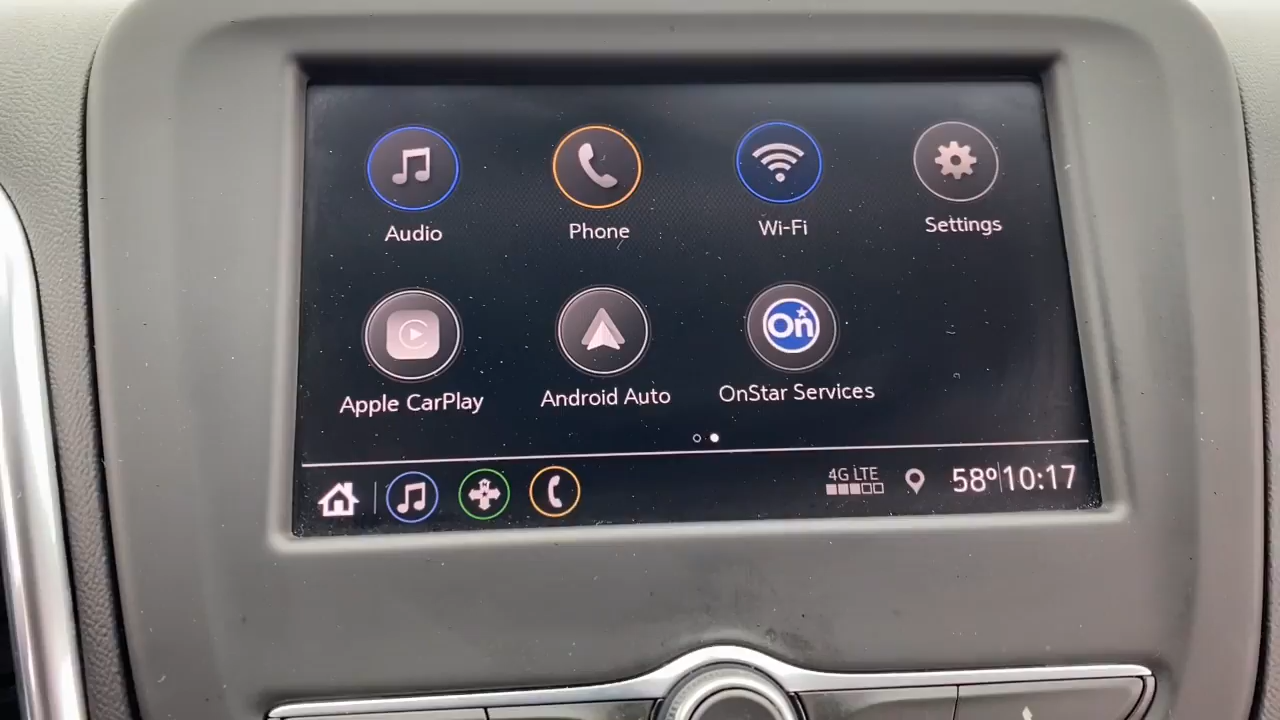 Audio
Phone
Wi-Fi
Settings
Apple CarPlay
Android Auto
On
OnStar Services
4G LTE
58° 10:17